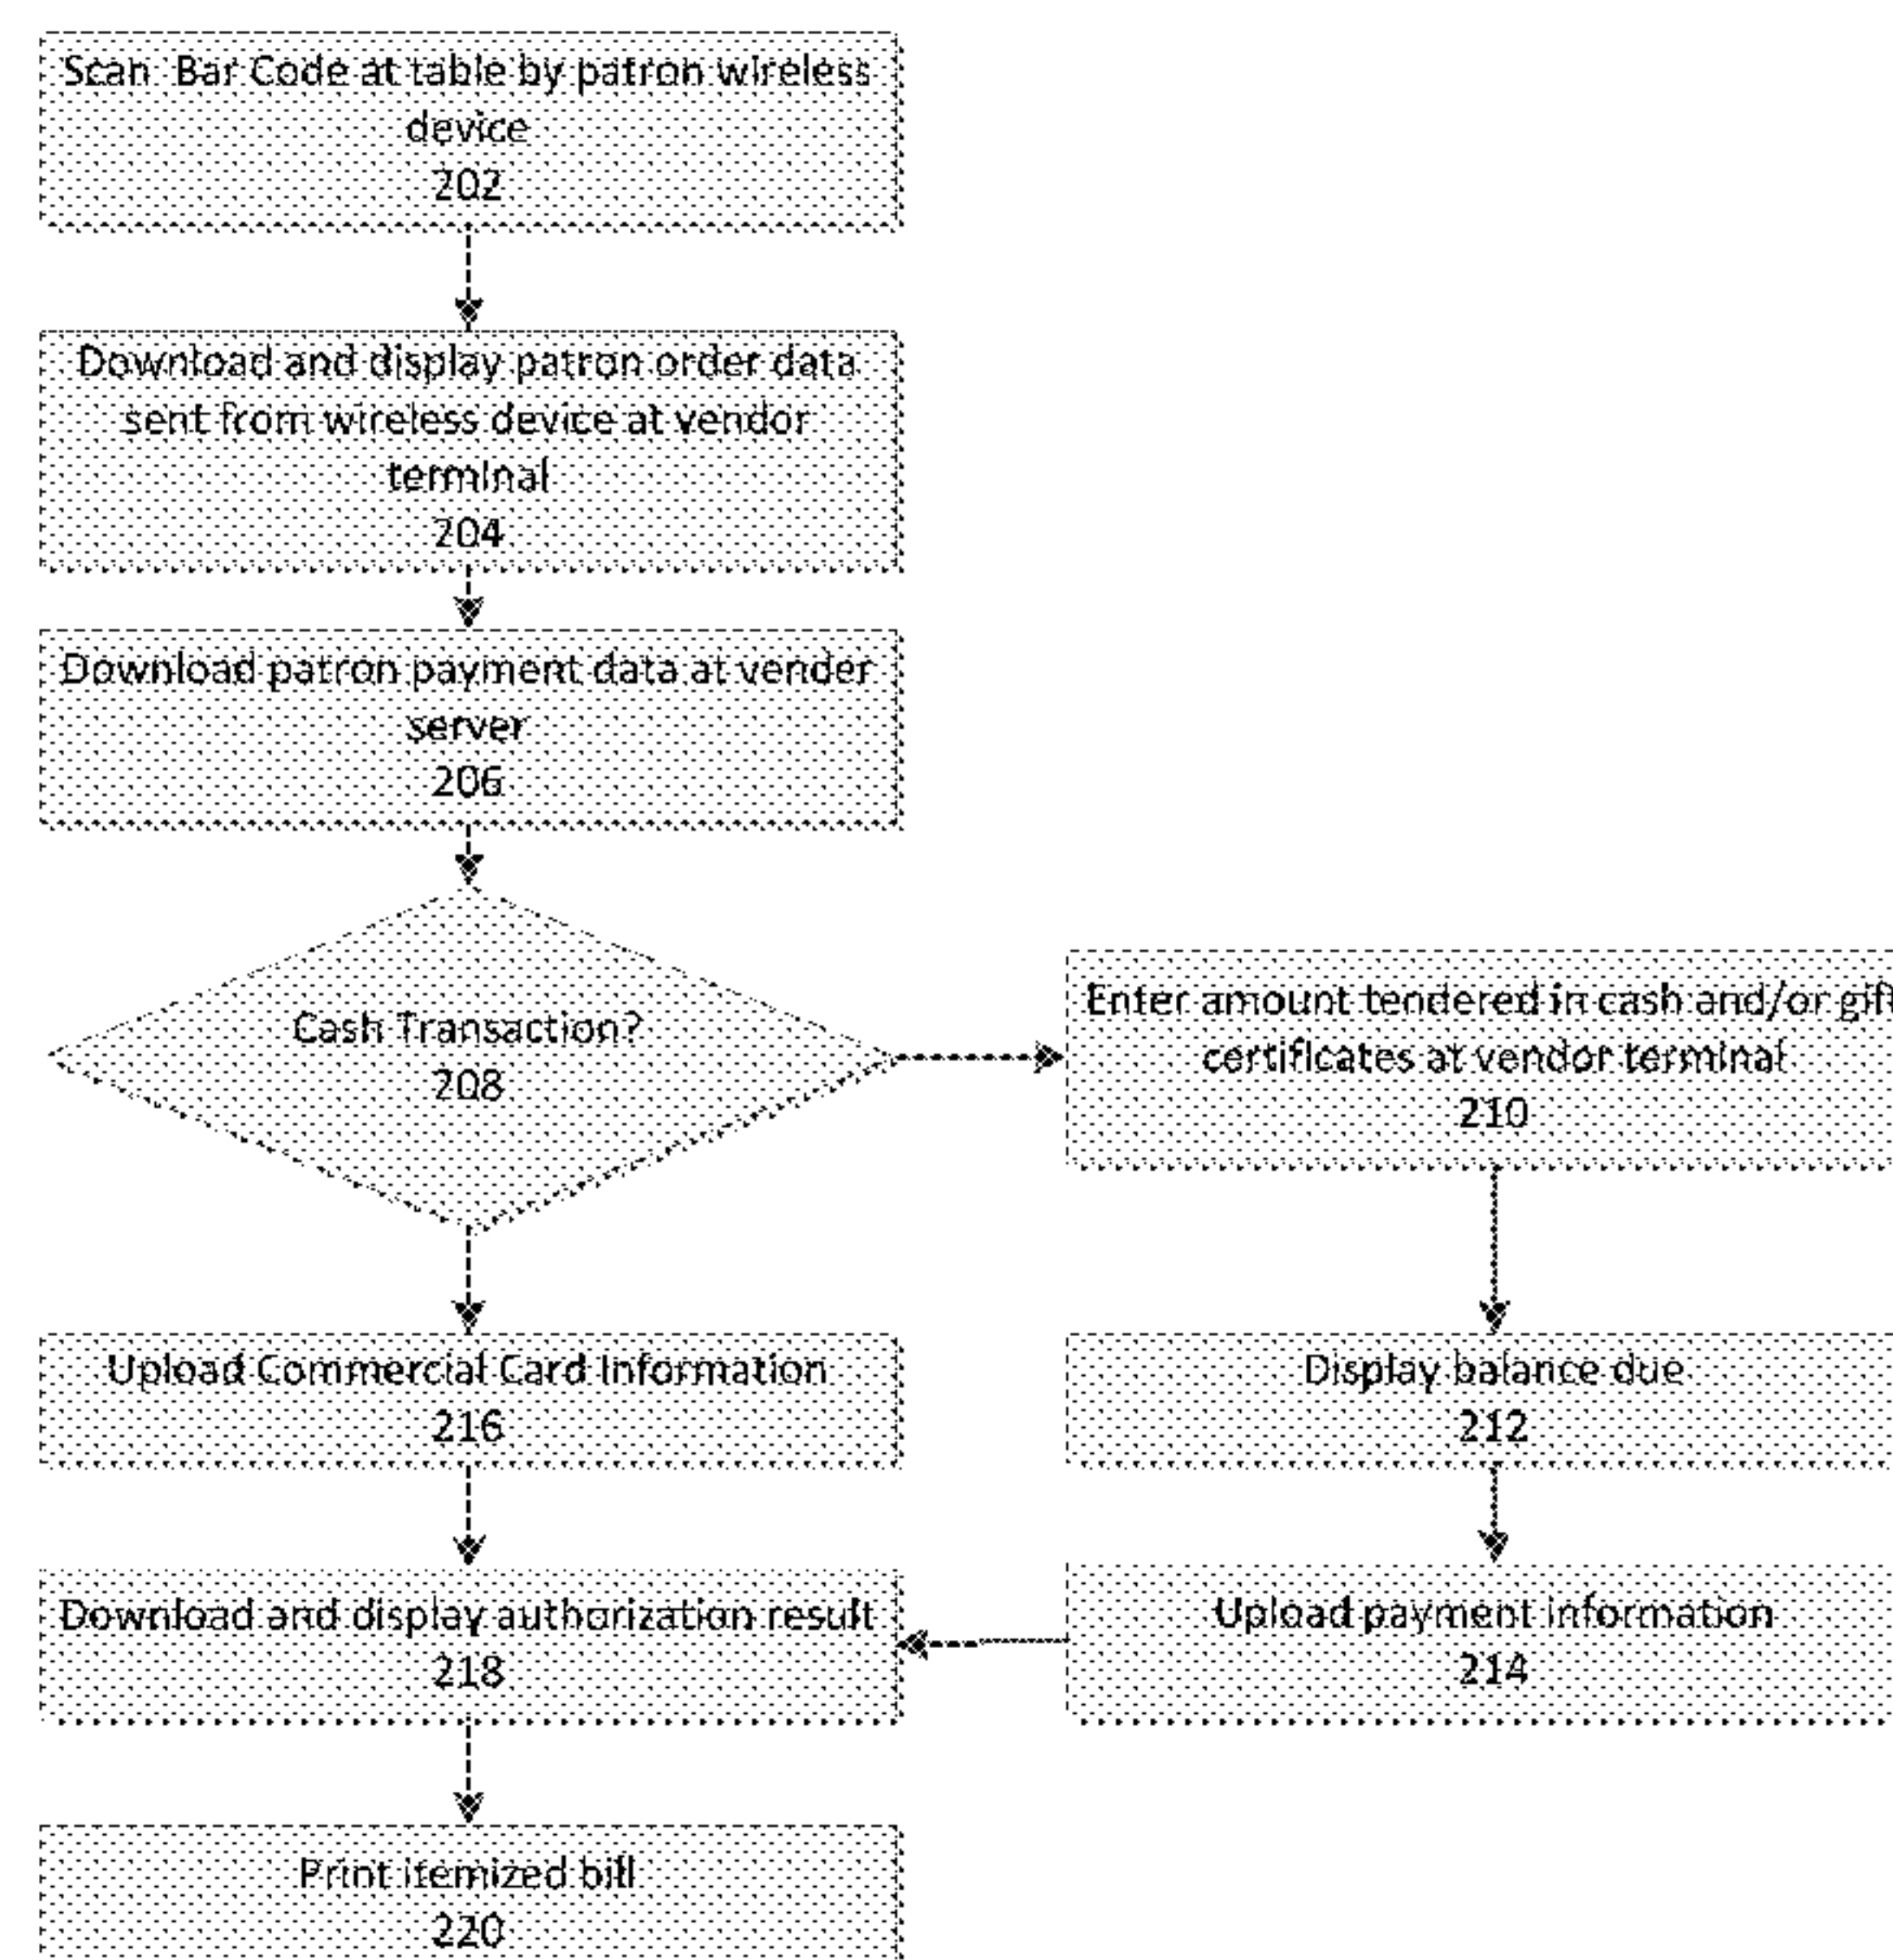 Scan Bar Code at table by patron wireless
device
202
Download and display patron order data
sent from wireless device at vendor
terminal
204
Download patron payment data at vender
server
206
Cash Transaction?
208
Enter amount tendered in cash and/or gift
certificates at vendor terminal
210
Upload Commercial Card Information
216
Display balance due
212
Download and display authorization result
218
Upload payment information
214
Print itemized bill
220